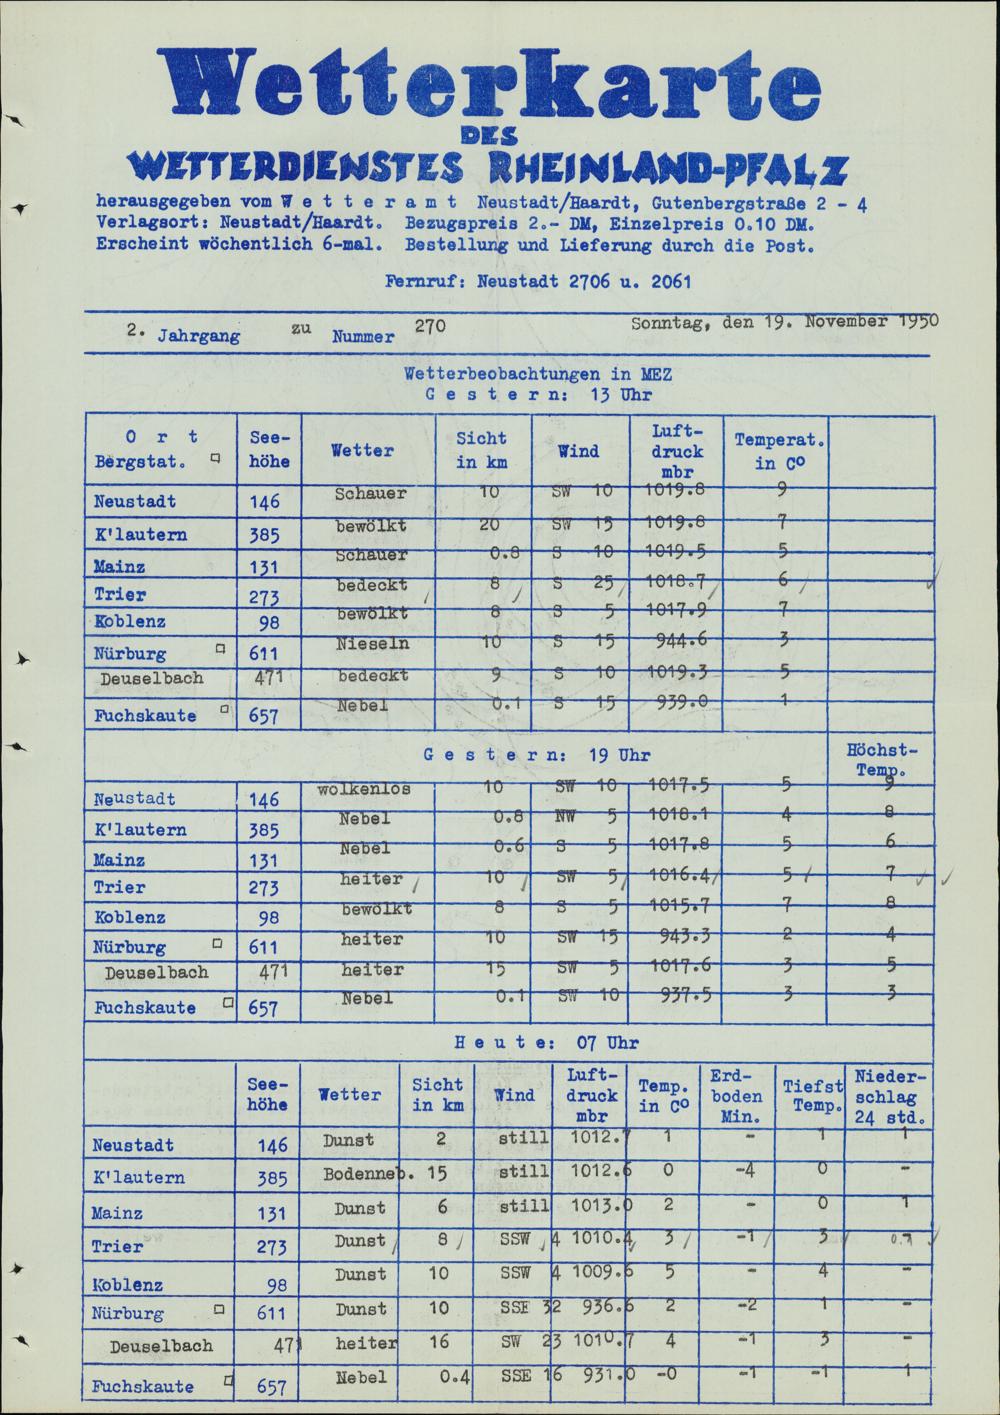 Wetterkarte
DES
WETTERDIENSTES RHEINLAND-PFALZ
herausgegeben vom W e t t e r a m t Neustadt/Haardt, Gutenbergstraße 2 - 4
Verlagsort: Neustadt/Haardt. Bezugspreis 2.- DM, Einzelpreis 0.10 DM.
Erscheint wöchentlich 6-mal. Bestellung und Lieferung durch die Post.
Fernruf: Neustadt 2706 u. 2061
2. Jahrgang zu Nummer 270 Sonntag, den 19. November 1950
Wetterbeobachtungen in MEZ
G e s t e r n: 13 Uhr
O r t Bergstat. □ See-höhe Wetter Sicht in km Wind Luft-druck mbr Temperat. in C°
Neustadt 146 Schauer 10 SW 10 1019.8 9
K'lautern 385 bewölkt 20 SW 15 1019.8 7
Mainz 131 Schauer 0.8 S 10 1019.5 5
Trier 273 bedeckt 8 S 25 1018.7 6
Koblenz 98 bewölkt 8 S 5 1017.9 7
Nürburg □ 611 Nieseln 10 S 15 944.6 3
Deuselbach 471 bedeckt 9 S 10 1019.3 5
Fuchskaute □ 657 Nebel 0.1 S 15 939.0 1
G e s t e r n: 19 Uhr Höchst-Temp.
Neustadt 146 wolkenlos 10 SW 10 1017.5 5 9
K'lautern 385 Nebel 0.8 NW 5 1018.1 4 8
Mainz 131 Nebel 0.6 S 5 1017.8 5 6
Trier 273 heiter 10 SW 5 1016.4 5 7
Koblenz 98 bewölkt 8 S 5 1015.7 7 8
Nürburg □ 611 heiter 10 SW 15 943.3 2 4
Deuselbach 471 heiter 15 SW 5 1017.6 3 5
Fuchskaute □ 657 Nebel 0.1 SW 10 937.5 3 3
H e u t e: 07 Uhr
See-höhe Wetter Sicht in km Wind Luft-druck mbr Temp. in C° Erd-boden Min. Tiefst Temp. Nieder-schlag 24 std.
Neustadt 146 Dunst 2 still 1012.7 1 - 1 1
K'lautern 385 Bodenneb. 15 still 1012.6 0 -4 0 -
Mainz 131 Dunst 6 still 1013.0 2 - 0 1
Trier 273 Dunst 8 SSW 4 1010.4 3 -1 3 0.7
Koblenz 98 Dunst 10 SSW 4 1009.6 5 - 4 -
Nürburg □ 611 Dunst 10 SSE 32 936.6 2 -2 1 -
Deuselbach 471 heiter 16 SW 23 1010.7 4 -1 3 -
Fuchskaute □ 657 Nebel 0.4 SSE 16 931.0 -0 -1 -1 1